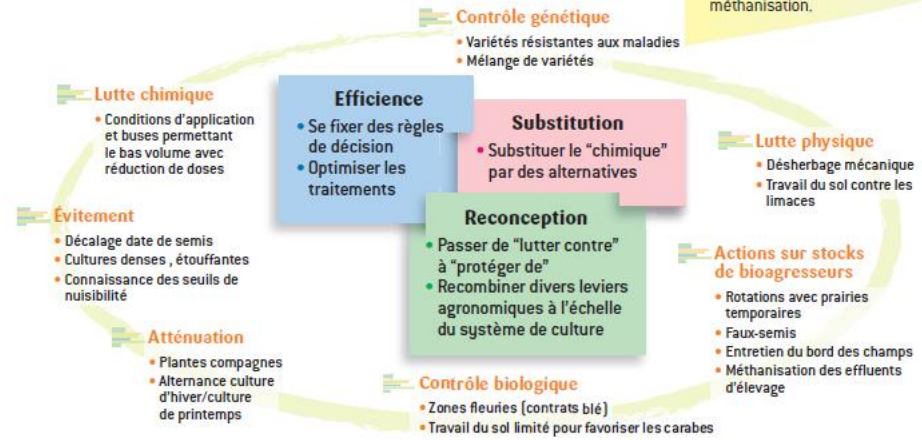 méthanisation.
Contrôle génétique
• Variétés résistantes aux maladies
• Mélange de variétés
Lutte chimique
• Conditions d'application
et buses permettant
le bas volume avec
réduction de doses
Efficience
• Se fixer des règles
de décision
• Optimiser les
traitements
Substitution
• Substituer le "chimique"
par des alternatives
Lutte physique
• Désherbage mécanique
• Travail du sol contre les
limaces
Évitement
• Décalage date de semis
• Cultures denses , étouffantes
• Connaissance des seuils de
nuisibilité
Reconception
• Passer de "lutter contre"
à "protéger de"
• Recombiner divers leviers
agronomiques à l'échelle
du système de culture
Actions sur stocks
de bioagresseurs
• Rotations avec prairies
temporaires
• Faux-semis
• Entretien du bord des champs
• Méthanisation des effluents
d'élevage
Atténuation
• Plantes compagnes
• Alternance culture
d'hiver/culture
de printemps
Contrôle biologique
• Zones fleuries (contrats blé)
• Travail du sol limité pour favoriser les carabes